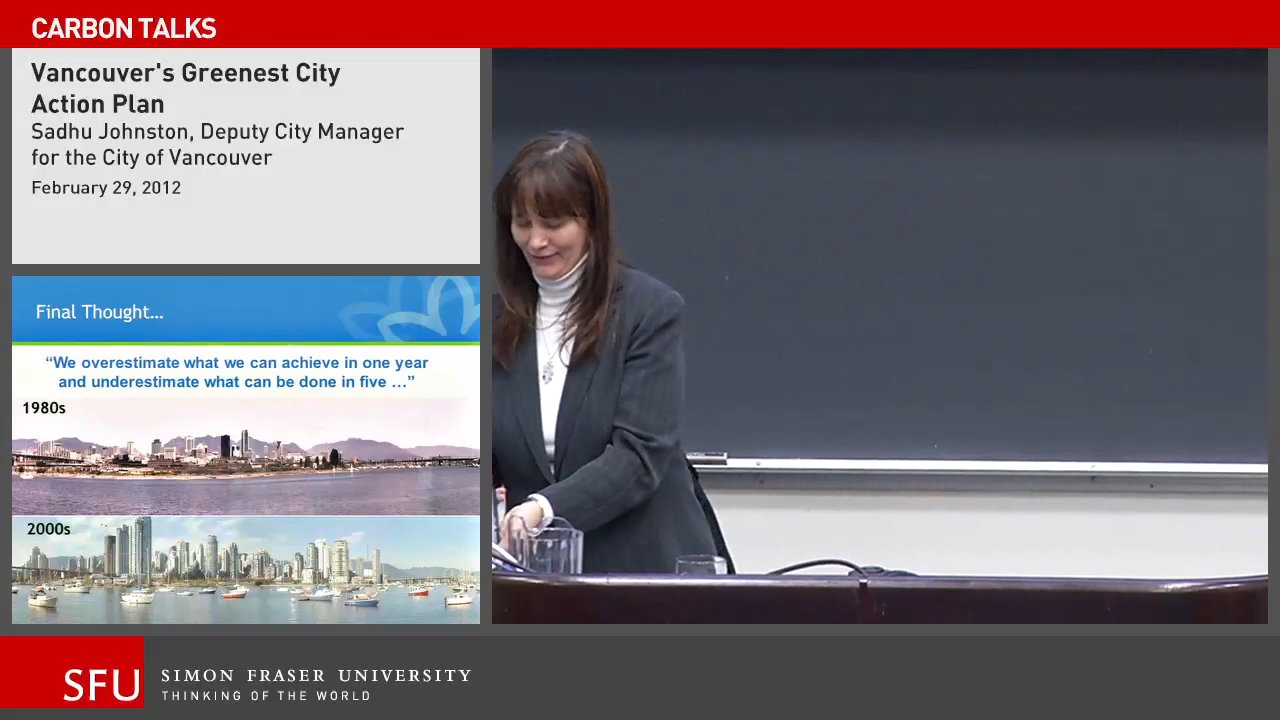 CARBON TALKS
Vancouver's Greenest City
Action Plan
Sadhu Johnston, Deputy City Manager
for the City of Vancouver
February 29, 2012
Final Thought...
“We overestimate what we can achieve in one year
and underestimate what can be done in five ...”
1980s
2000s
SFU
SIMON FRASER UNIVERSITY
THINKING OF THE WORLD